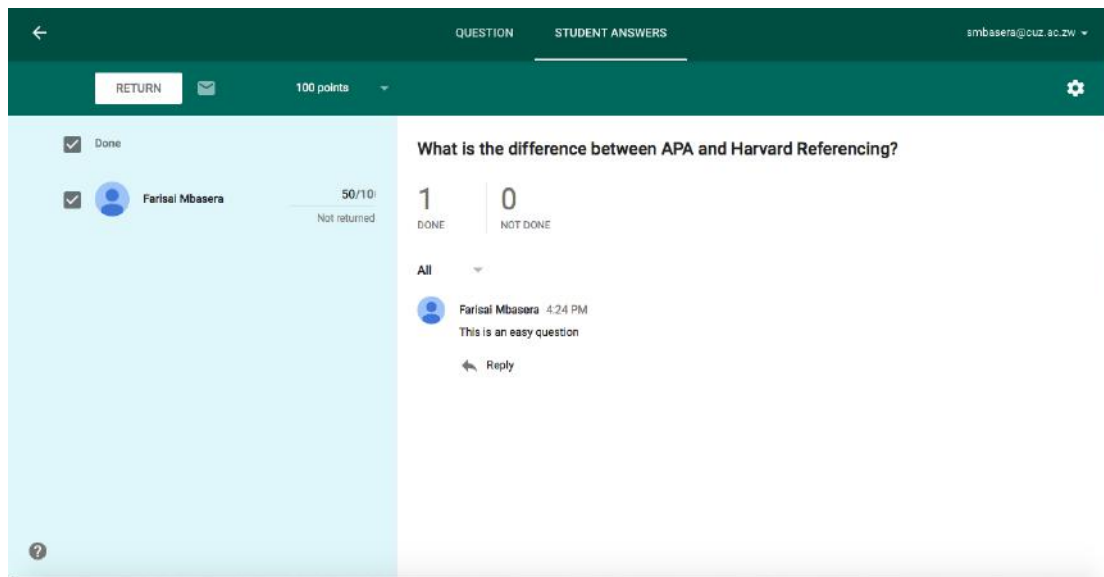 QUESTION STUDENT ANSWERS smbasera@cuz.ac.zw
RETURN 100 points
Done
Farisai Mbasera 50/10
Not returned
What is the difference between APA and Harvard Referencing?
1 0
DONE NOT DONE
All
Farisai Mbasera 4:24 PM
This is an easy question
Reply